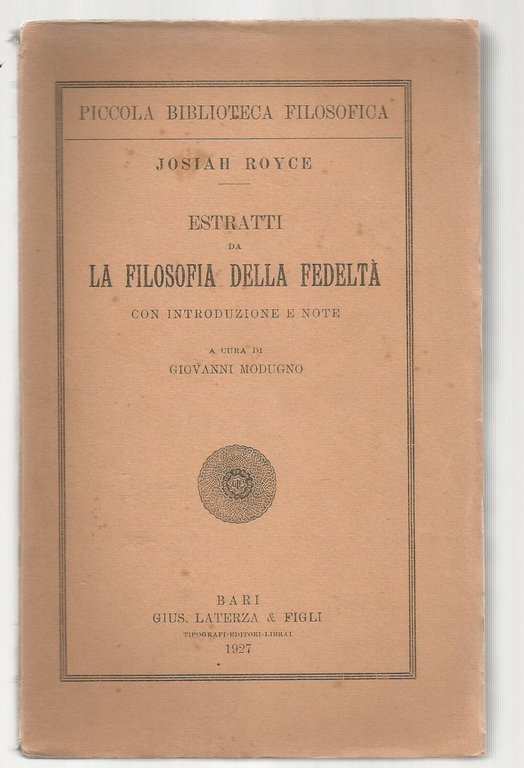 PICCOLA BIBLIOTECA FILOSOFICA
JOSIAH ROYCE
ESTRATTI
DA
LA FILOSOFIA DELLA FEDELTÀ
CON INTRODUZIONE E NOTE
A CURA DI
GIOVANNI MODUGNO
BARI
GIUS. LATERZA & FIGLI
TIPOGRAFI-EDITORI-LIBRAI
1927